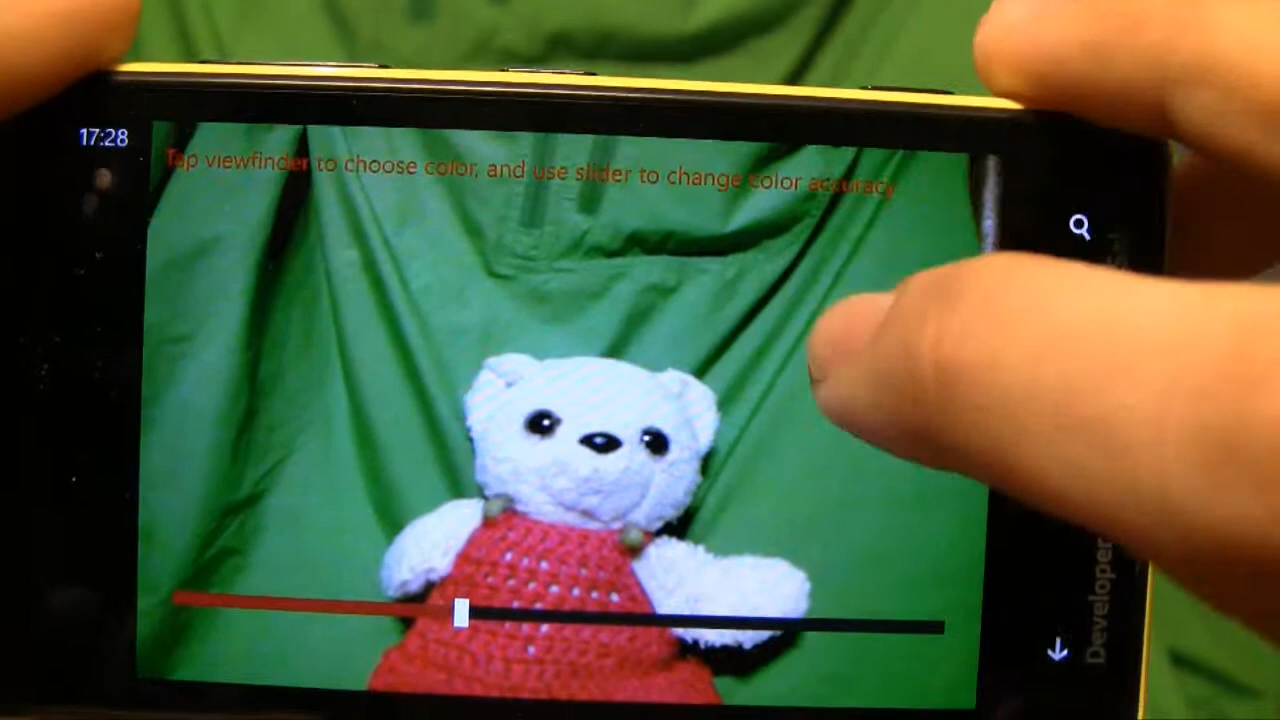 17:28
Tap viewfinder to choose color, and use slider to change color accuracy
Developer